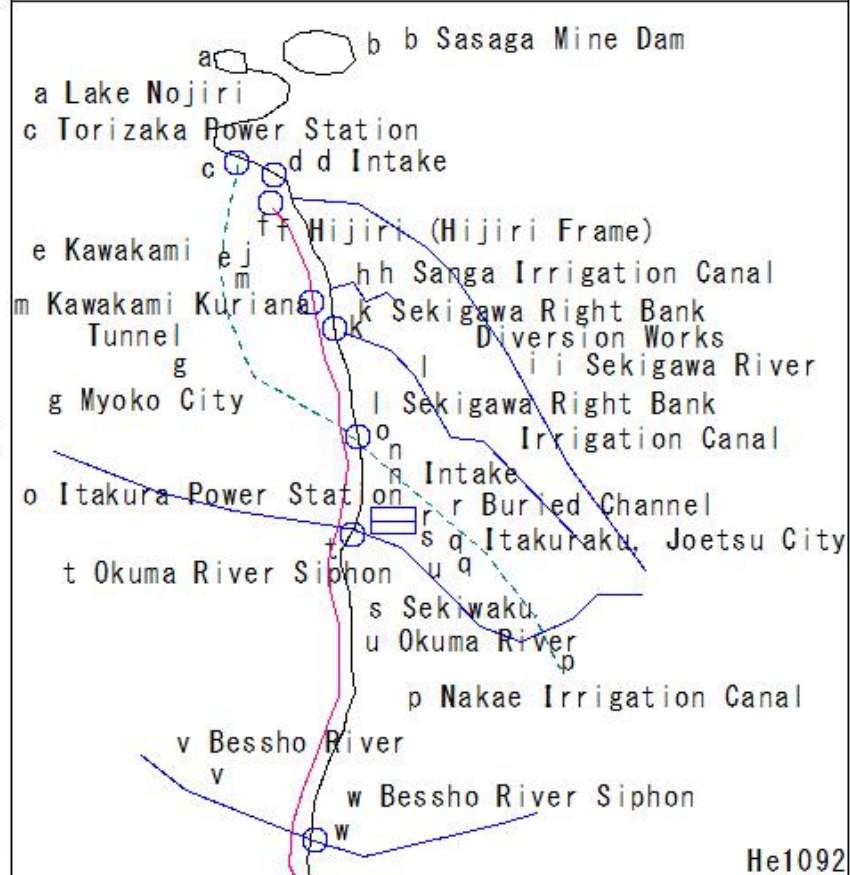 a
b
b Sasaga Mine Dam
a Lake Nojiri
c Torizaka Power Station
c
d d Intake
f f Hijiri (Hijiri Frame)
e Kawakami
e j
m
h h Sanga Irrigation Canal
m Kawakami Kuriana
Tunnel
k k Sekigawa Right Bank
Diversion Works
g
l
i i Sekigawa River
g Myoko City
l Sekigawa Right Bank
Irrigation Canal
o
n
n Intake
o Itakura Power Station
r r Buried Channel
s q Itakuraku, Joetsu City
t
t Okuma River Siphon
u q
s Sekiwaku
u Okuma River
p
p Nakae Irrigation Canal
v Bessho River
v
w Bessho River Siphon
w
He1092